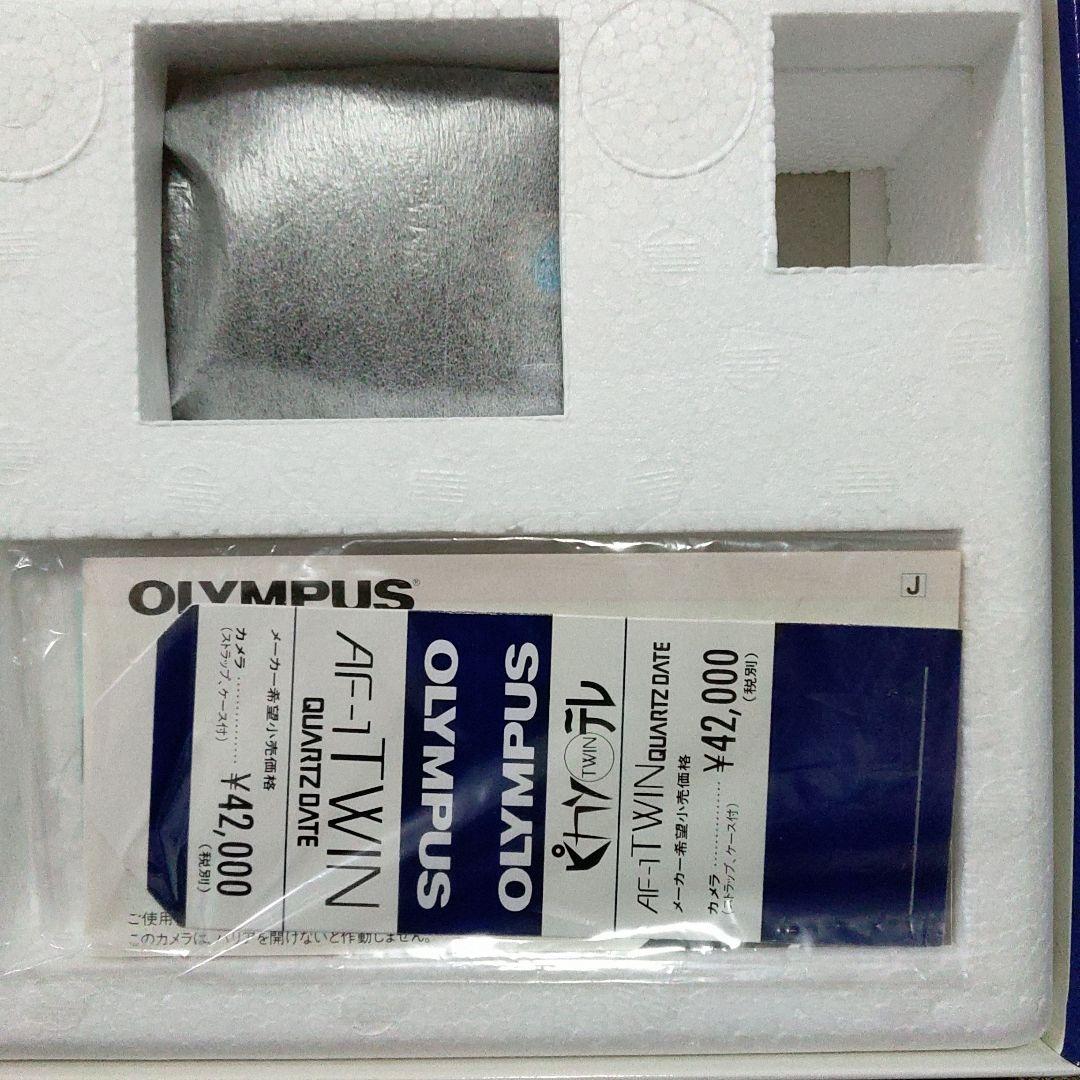 OLYMPUS®
J
AF-1 TWIN
QUARTZ DATE
メーカー希望小売価格
カメラ ················ ¥42,000
(ストラップ、ケース付) (税別)
OLYMPUS
OLYMPUS
ピカソ TWIN テレ
AF-1 TWIN QUARTZ DATE
メーカー希望小売価格
カメラ ················ ¥42,000
(ストラップ、ケース付) (税別)
ご使用
このカメラは、バリアを開けないと作動しません。